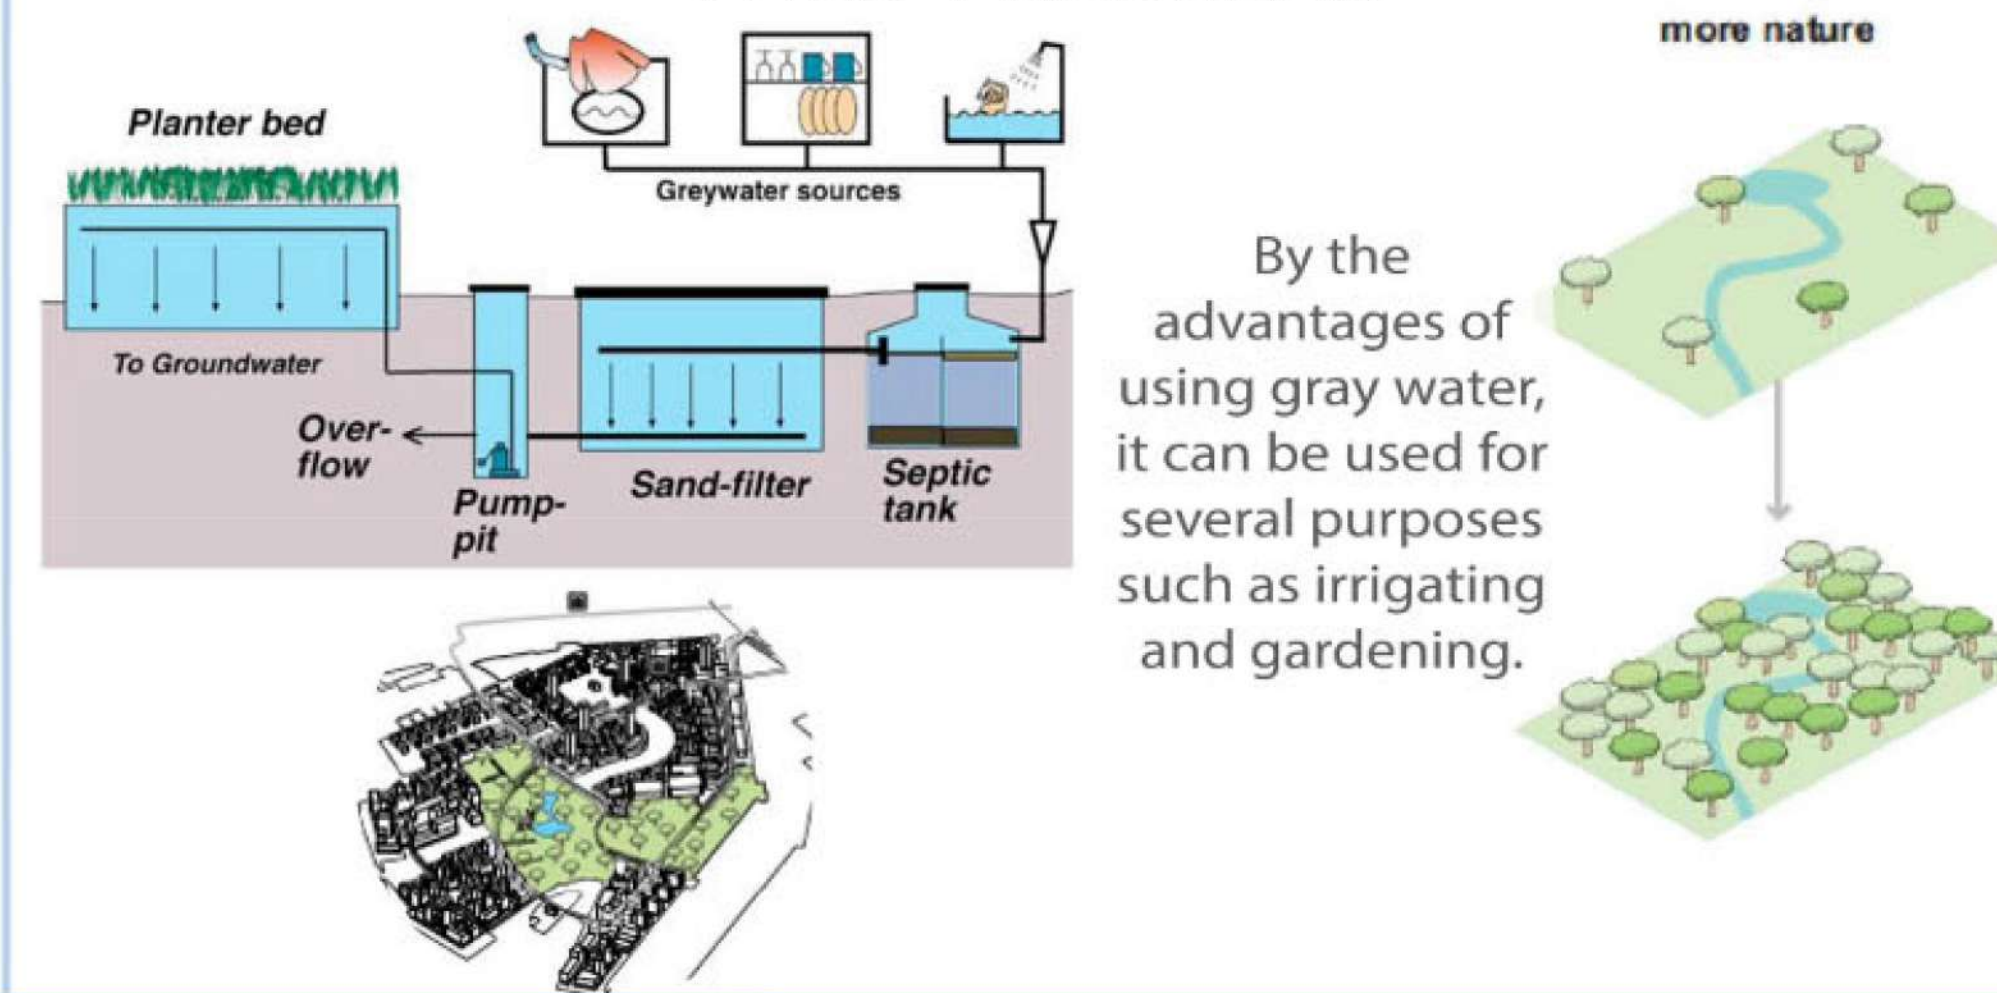 more nature
Planter bed
Greywater sources
To Groundwater
Over-
flow
Pump-
pit
Sand-filter
Septic
tank
By the
advantages of
using gray water,
it can be used for
several purposes
such as irrigating
and gardening.